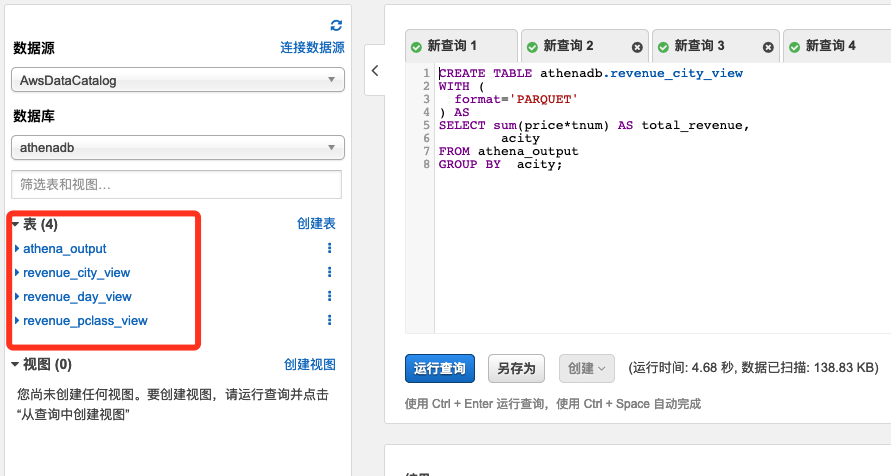 数据源
连接数据源
AwsDataCatalog
数据库
athenadb
筛选表和视图...
表 (4)
创建表
athena_output
revenue_city_view
revenue_day_view
revenue_pclass_view
视图 (0)
创建视图
您尚未创建任何视图。要创建视图，请运行查询并点击
“从查询中创建视图”
新查询 1
新查询 2
新查询 3
新查询 4
1 CREATE TABLE athenadb.revenue_city_view
2 WITH (
3   format='PARQUET'
4 ) AS
5 SELECT sum(price*tnum) AS total_revenue,
6         acity
7 FROM athena_output
8 GROUP BY  acity;
运行查询
另存为
创建
(运行时间: 4.68 秒, 数据已扫描: 138.83 KB)
使用 Ctrl + Enter 运行查询，使用 Ctrl + Space 自动完成